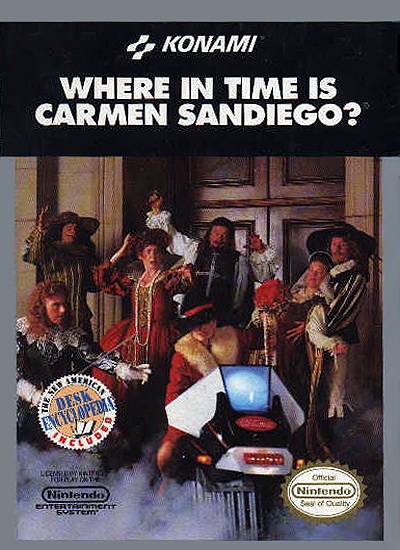 KONAMI
WHERE IN TIME IS
CARMEN SANDIEGO?
THE NEW AMERICAN
DESK
ENCYCLOPEDIA
INCLUDED
LICENSED BY NINTENDO
FOR PLAY ON THE
Nintendo
ENTERTAINMENT
SYSTEM
Official
Nintendo
Seal of Quality